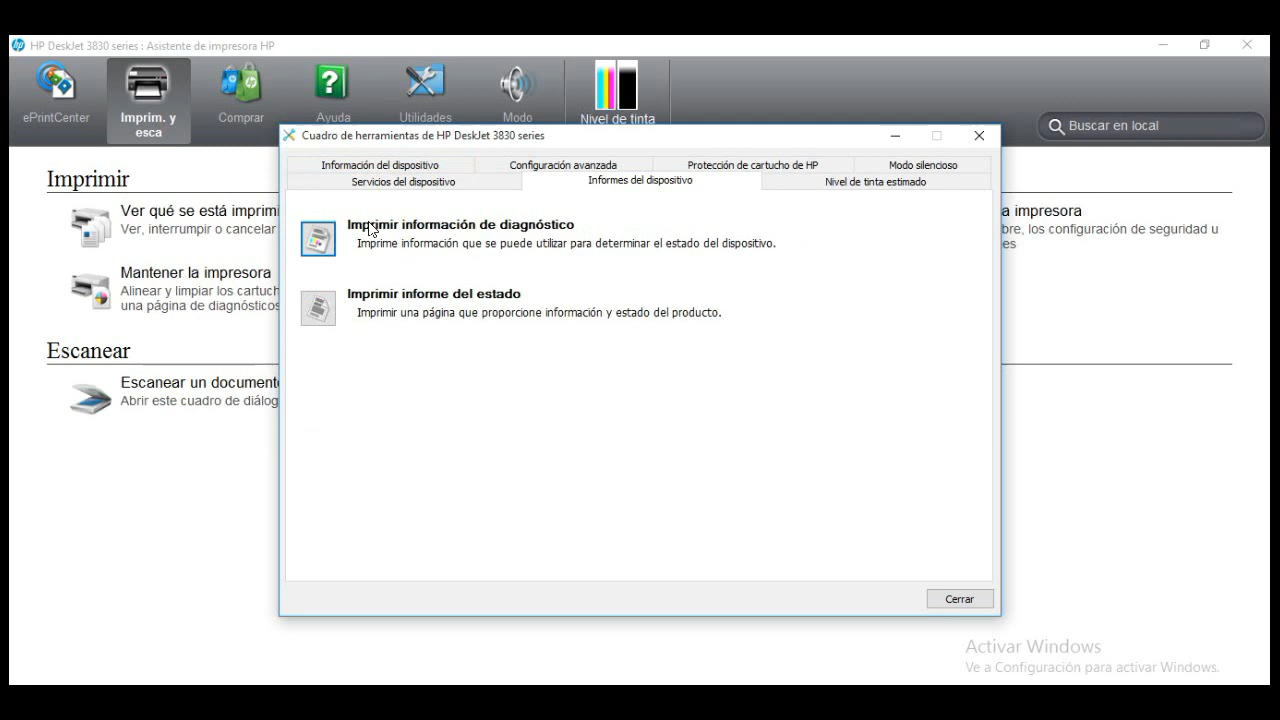 HP DeskJet 3830 series : Asistente de impresora HP
ePrintCenter
Imprim. y
esca
Comprar
Ayuda
Utilidades
Modo
Nivel de tinta
Buscar en local
Cuadro de herramientas de HP DeskJet 3830 series
Información del dispositivo
Configuración avanzada
Protección de cartucho de HP
Modo silencioso
Servicios del dispositivo
Informes del dispositivo
Nivel de tinta estimado
Imprimir información de diagnóstico
Imprime información que se puede utilizar para determinar el estado del dispositivo.
Imprimir informe del estado
Imprimir una página que proporcione información y estado del producto.
Cerrar
Imprimir
Ver qué se está imprimi
Ver, interrumpir o cancelar
Mantener la impresora
Alinear y limpiar los cartuch
una página de diagnósticos
a impresora
bre, los configuración de seguridad u
es
Escanear
Escanear un document
Abrir este cuadro de diálog
Activar Windows
Ve a Configuración para activar Windows.